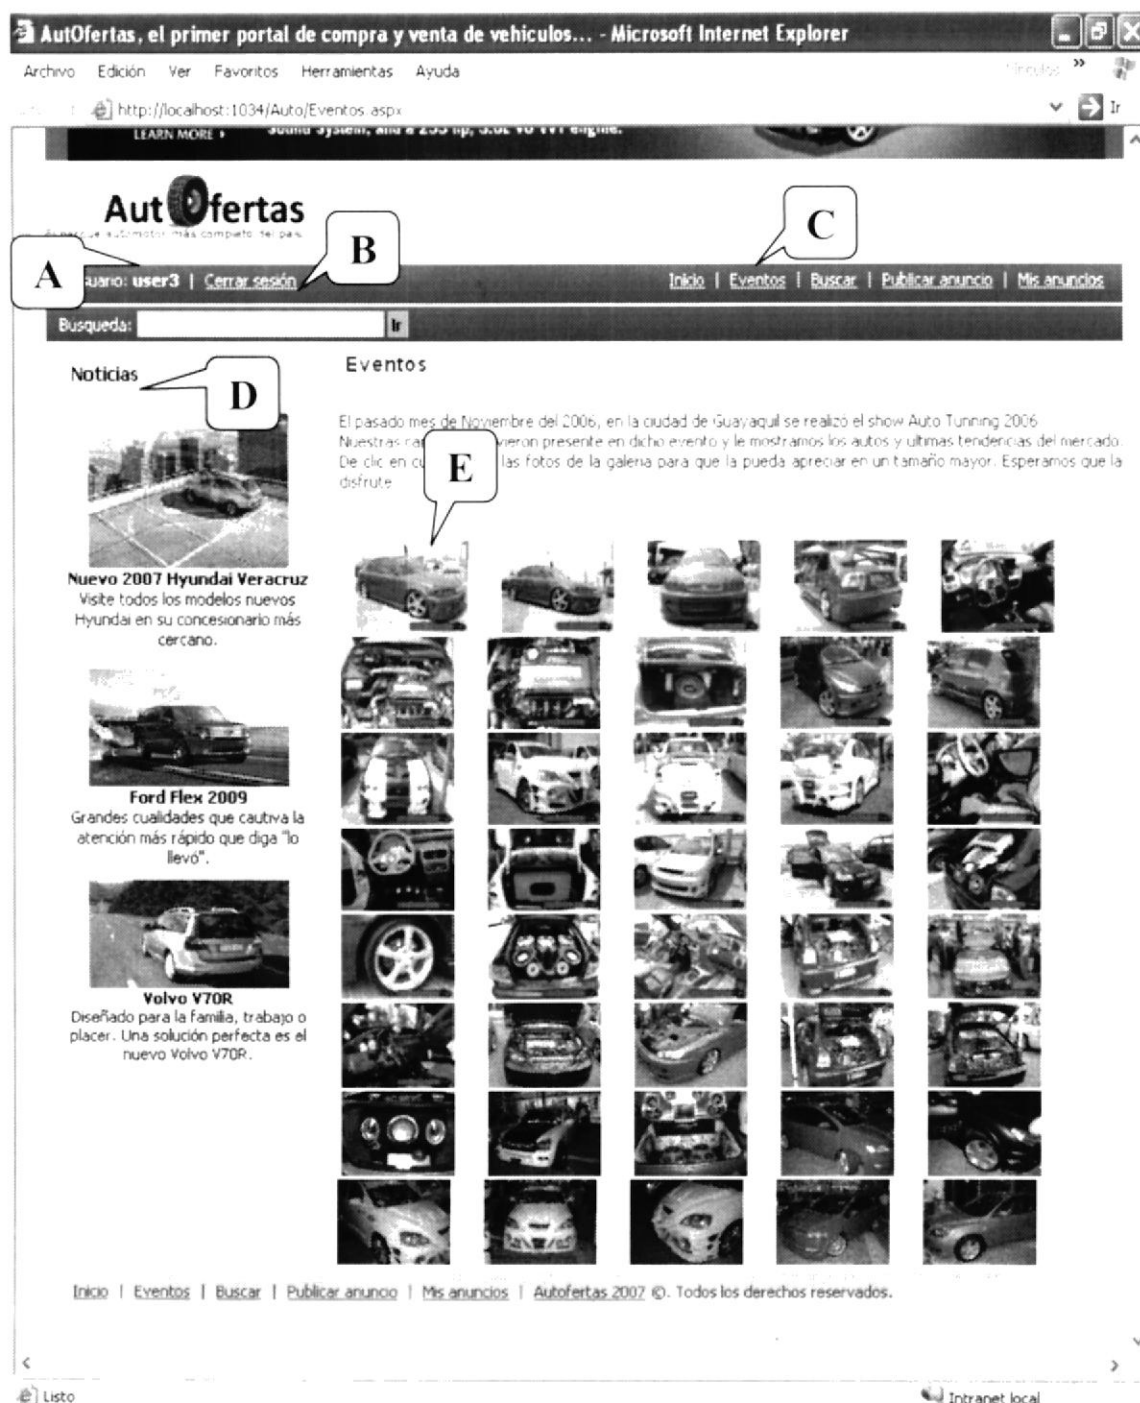 AutOfertas, el primer portal de compra y venta de vehiculos... - Microsoft Internet Explorer
Archivo Edición Ver Favoritos Herramientas Ayuda
http://localhost:1034/Auto/Eventos.aspx Ir
LEARN MORE
AutOfertas
A
B
C
user3 | Cerrar sesión
Inicio | Eventos | Buscar | Publicar anuncio | Mis anuncios
Búsqueda: Ir
Noticias
D
Nuevo 2007 Hyundai Veracruz
Visite todos los modelos nuevos
Hyundai en su concesionario más
cercano.
Ford Flex 2009
Grandes cualidades que cautiva la
atención más rápido que diga "lo
llevó".
Volvo V70R
Diseñado para la familia, trabajo o
placer. Una solución perfecta es el
nuevo Volvo V70R.
Eventos
El pasado mes de Noviembre del 2006, en la ciudad de Guayaquil se realizó el show Auto Tunning 2006
Nuestras presente en dicho evento y le mostramos los autos y ultimas tendencias del mercado.
De clic en las fotos de la galeria para que la pueda apreciar en un tamaño mayor. Esperamos que la
disfrute
E
Inicio | Eventos | Buscar | Publicar anuncio | Mis anuncios | Autofertas 2007 ©. Todos los derechos reservados.
Listo
Intranet local